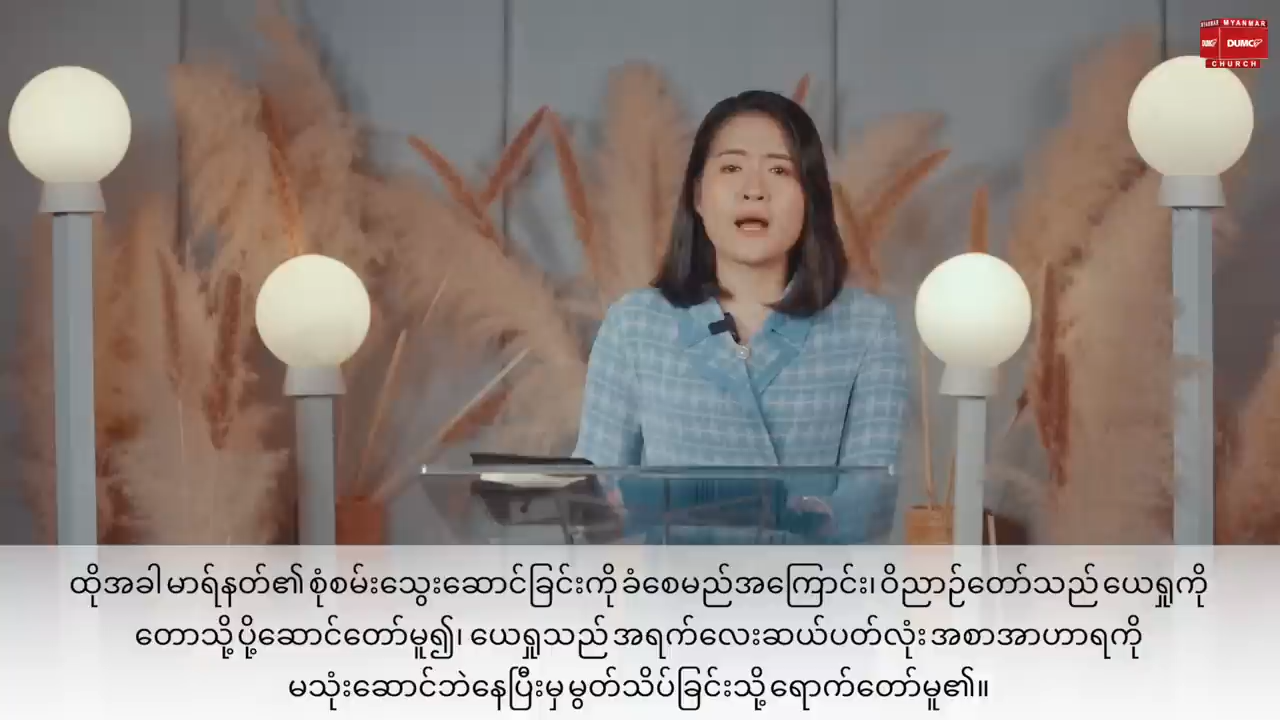 MYANMAR MYANMAR
DUMC DUMC
CHURCH
ထိုအခါ မာရ်နတ်၏ စုံစမ်းသွေးဆောင်ခြင်းကို ခံစေမည်အကြောင်း၊ ဝိညာဉ်တော်သည် ယေရှုကို
တောသို့ ပို့ဆောင်တော်မူ၍၊ ယေရှုသည် အရက်လေးဆယ်ပတ်လုံး အစာအာဟာရကို
မသုံးဆောင်ဘဲနေပြီးမှ မွတ်သိပ်ခြင်းသို့ ရောက်တော်မူ၏။